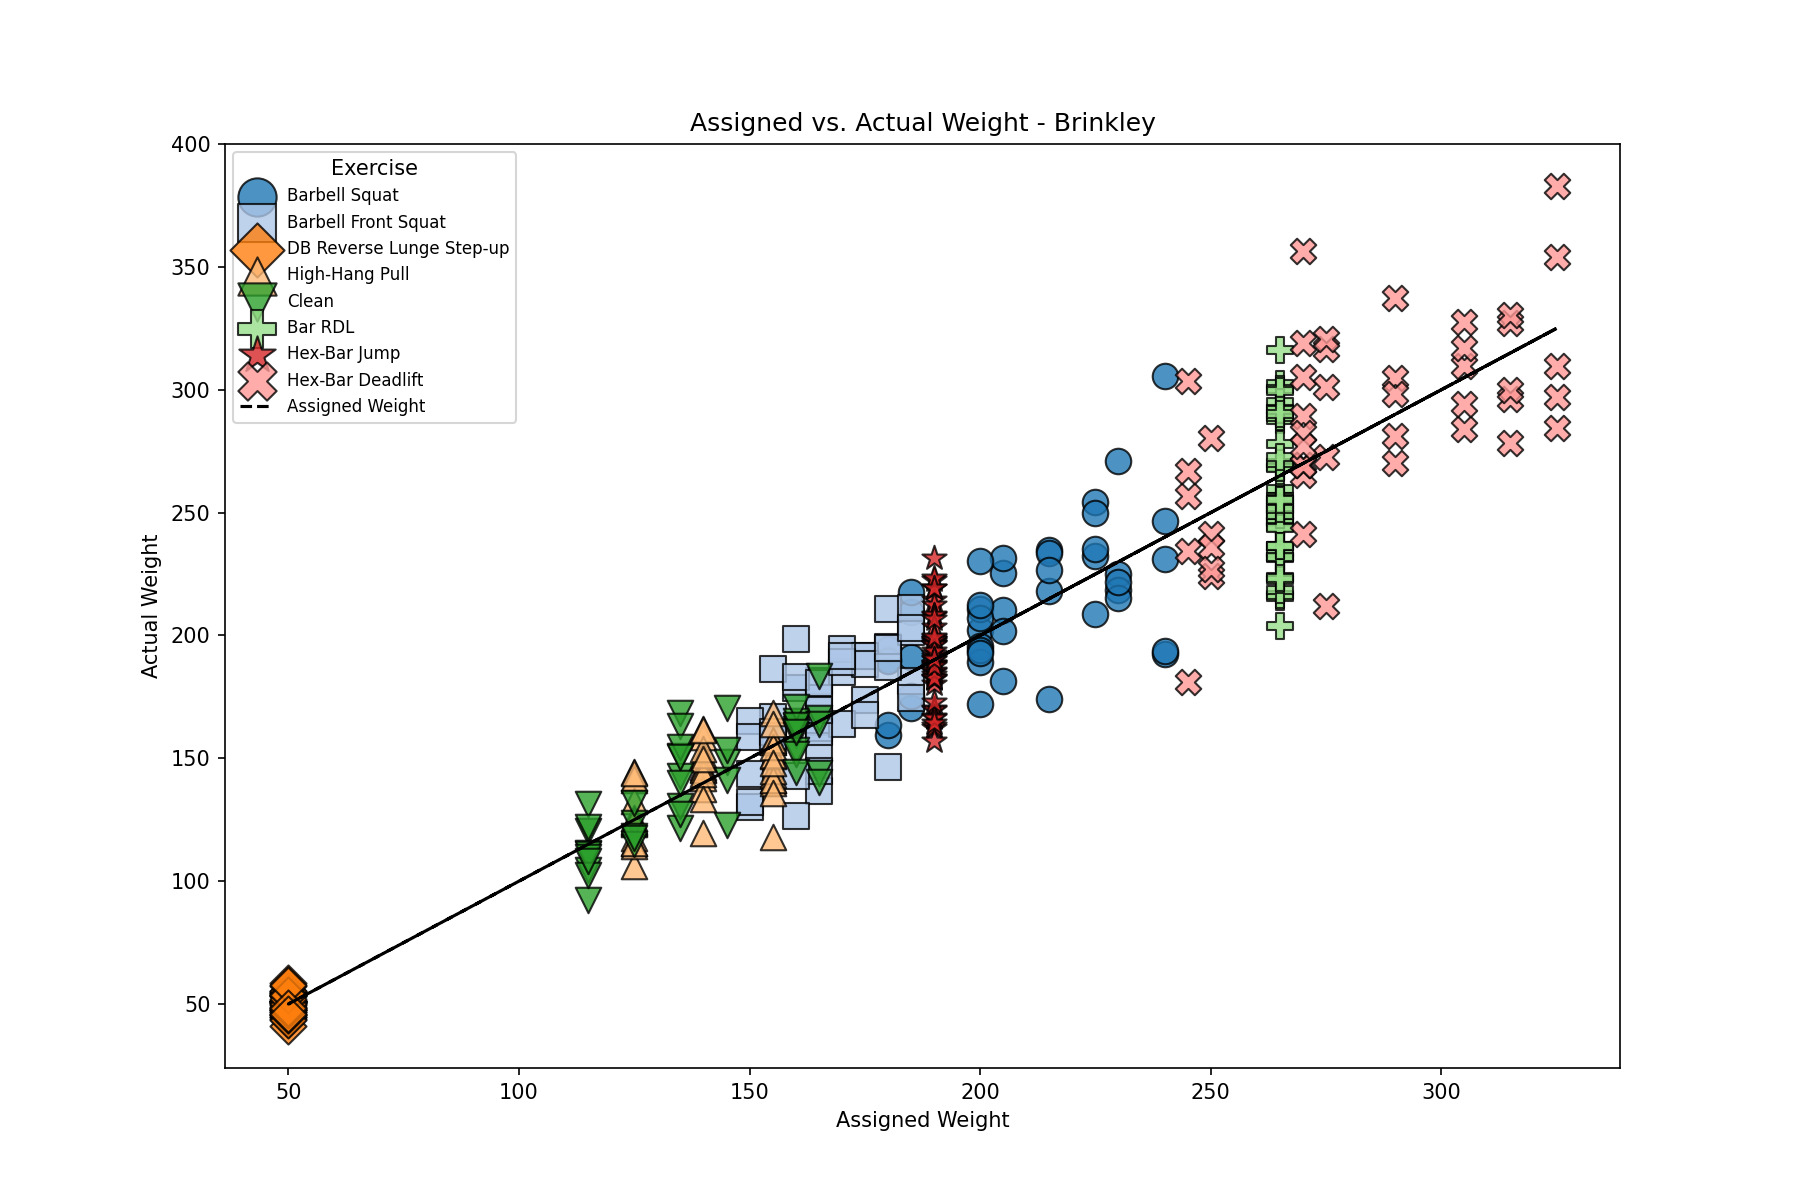 Assigned vs. Actual Weight - Brinkley
400
350
300
250
200
150
100
50
Actual Weight
Exercise
Barbell Squat
Barbell Front Squat
DB Reverse Lunge Step-up
High-Hang Pull
Clean
Bar RDL
Hex-Bar Jump
Hex-Bar Deadlift
Assigned Weight
50 100 150 200 250 300
Assigned Weight